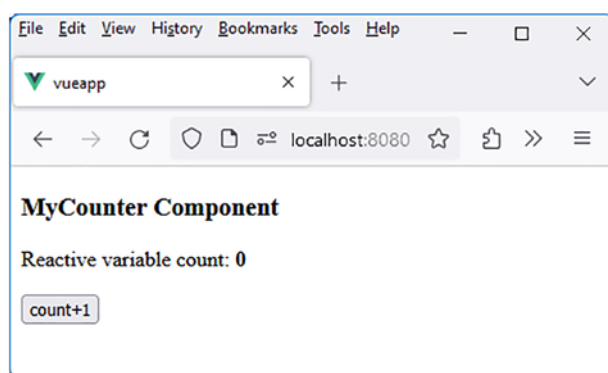 File Edit View History Bookmarks Tools Help
vueapp
localhost:8080
MyCounter Component
Reactive variable count: 0
count+1